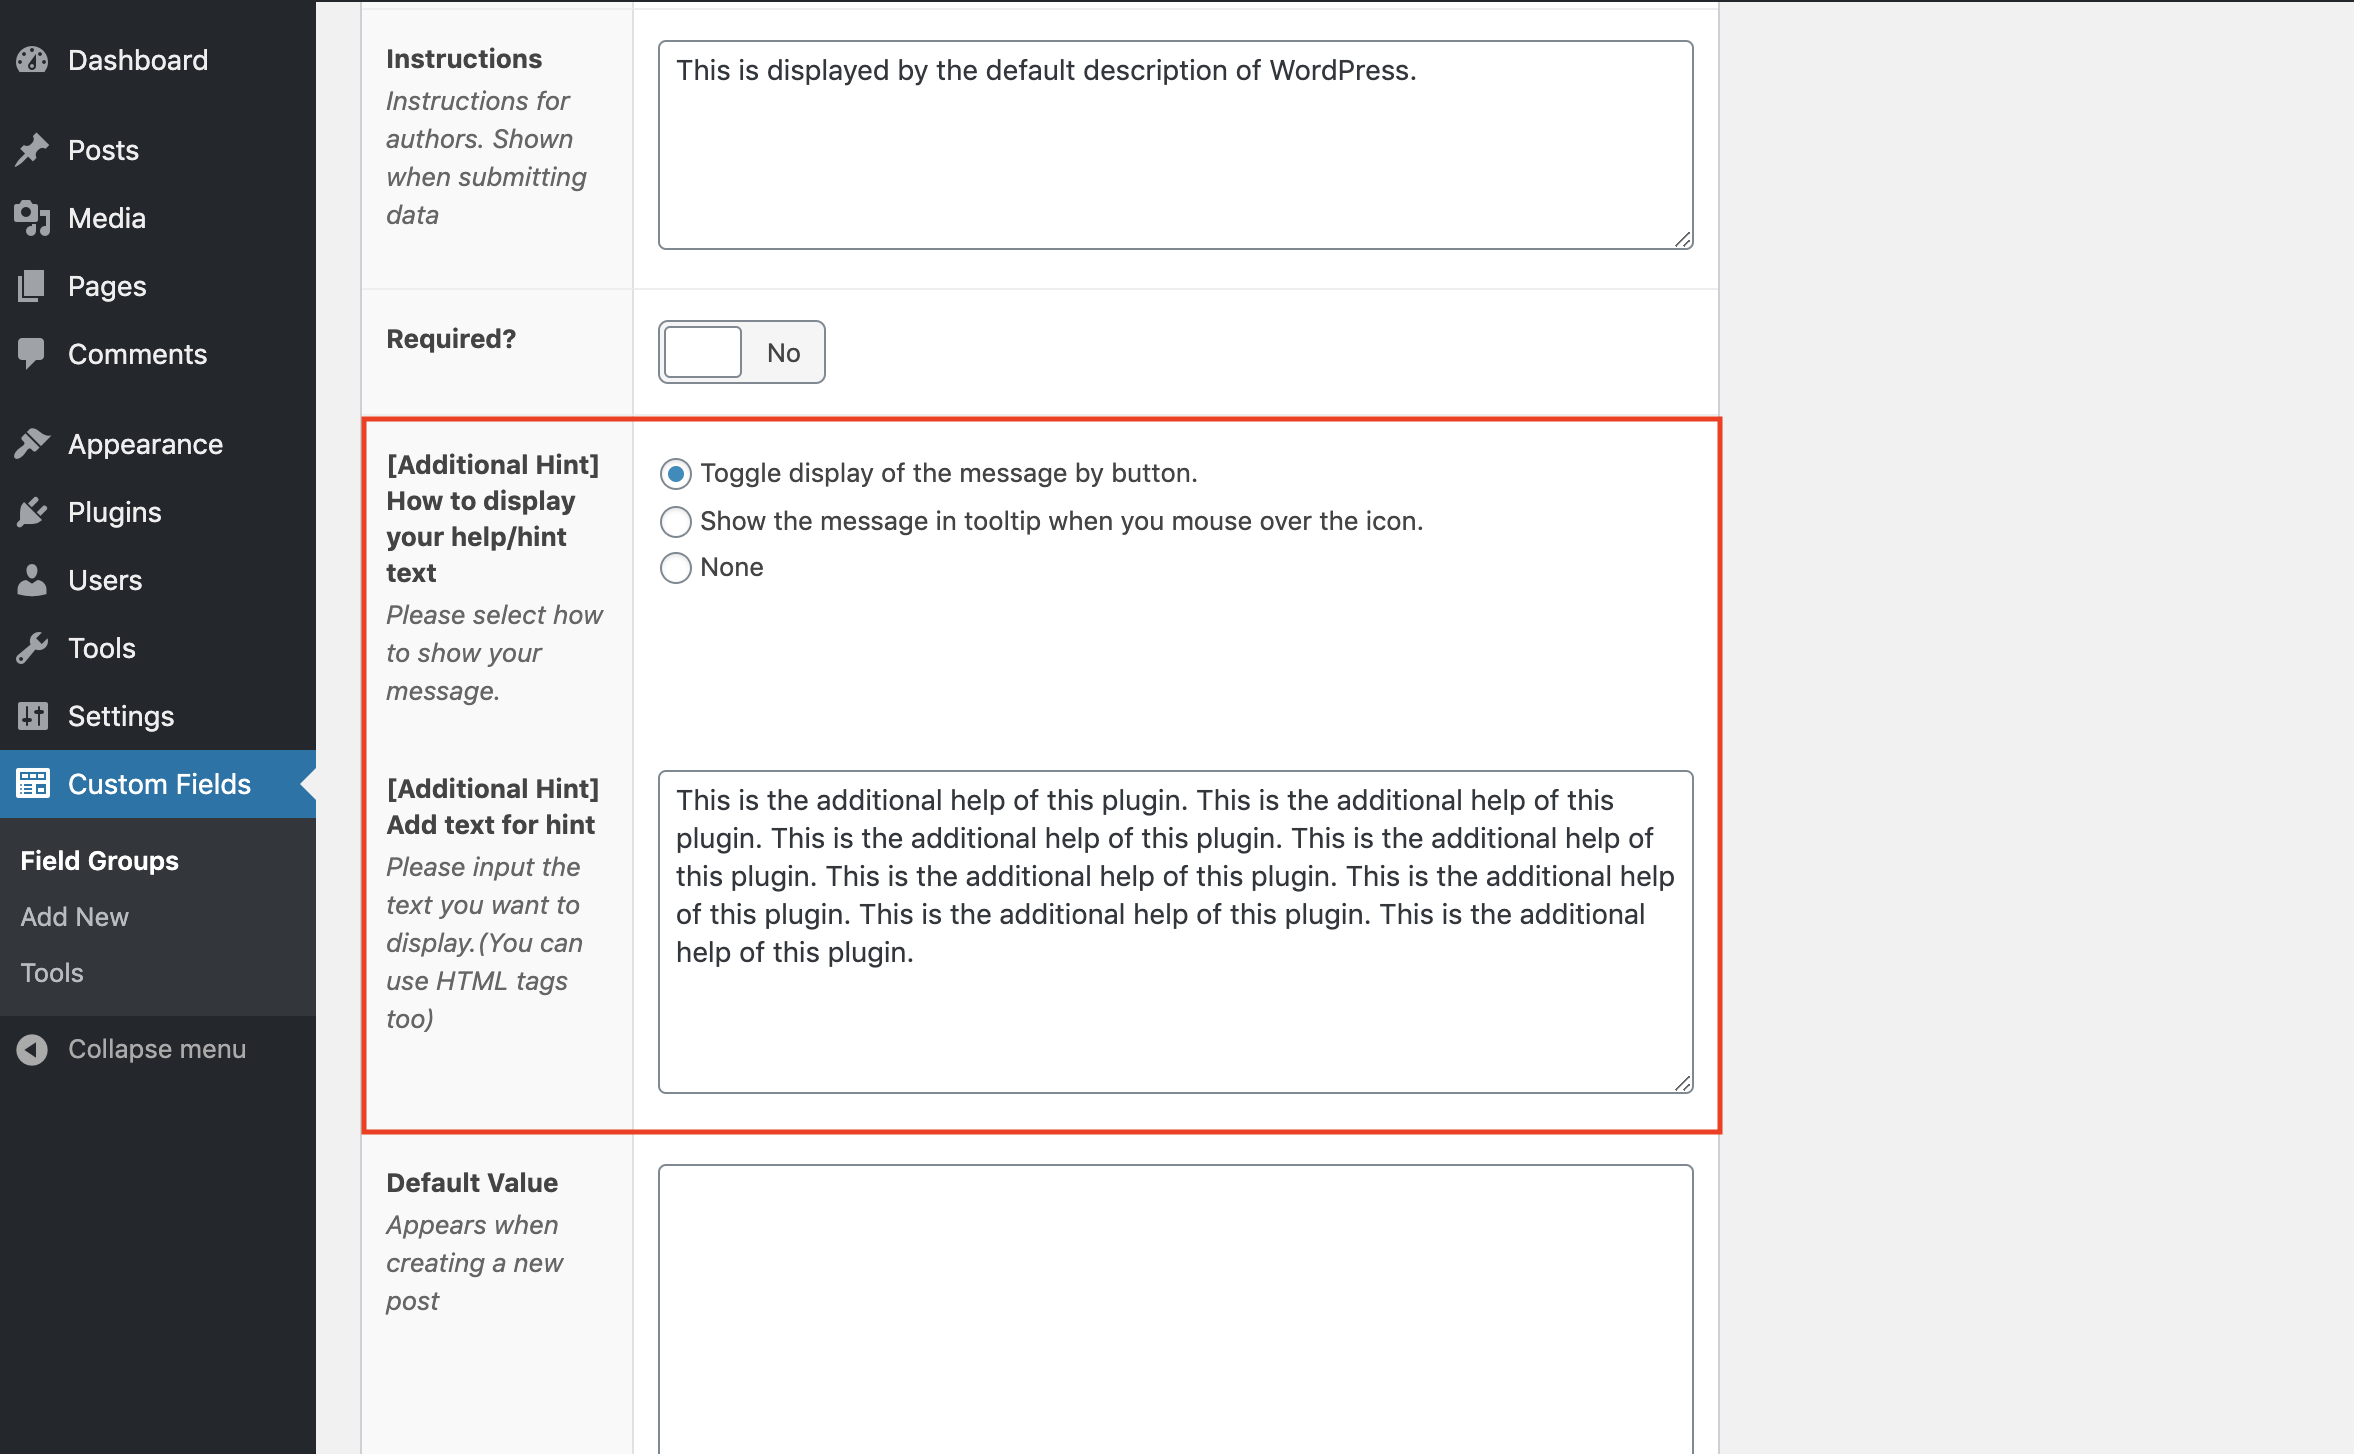 Dashboard
Posts
Media
Pages
Comments
Appearance
Plugins
Users
Tools
Settings
Custom Fields
Field Groups
Add New
Tools
Collapse menu
Instructions
Instructions for
authors. Shown
when submitting
data
This is displayed by the default description of WordPress.
Required?
No
[Additional Hint]
How to display
your help/hint
text
Please select how
to show your
message.
Toggle display of the message by button.
Show the message in tooltip when you mouse over the icon.
None
[Additional Hint]
Add text for hint
Please input the
text you want to
display.(You can
use HTML tags
too)
This is the additional help of this plugin. This is the additional help of this
plugin. This is the additional help of this plugin. This is the additional help of
this plugin. This is the additional help of this plugin. This is the additional help
of this plugin. This is the additional help of this plugin. This is the additional
help of this plugin.
Default Value
Appears when
creating a new
post